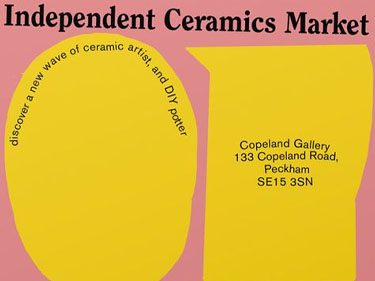 Independent Ceramics Market
discover a new wave of ceramic artist, and DIY potter
Copeland Gallery
133 Copeland Road,
Peckham
SE15 3SN